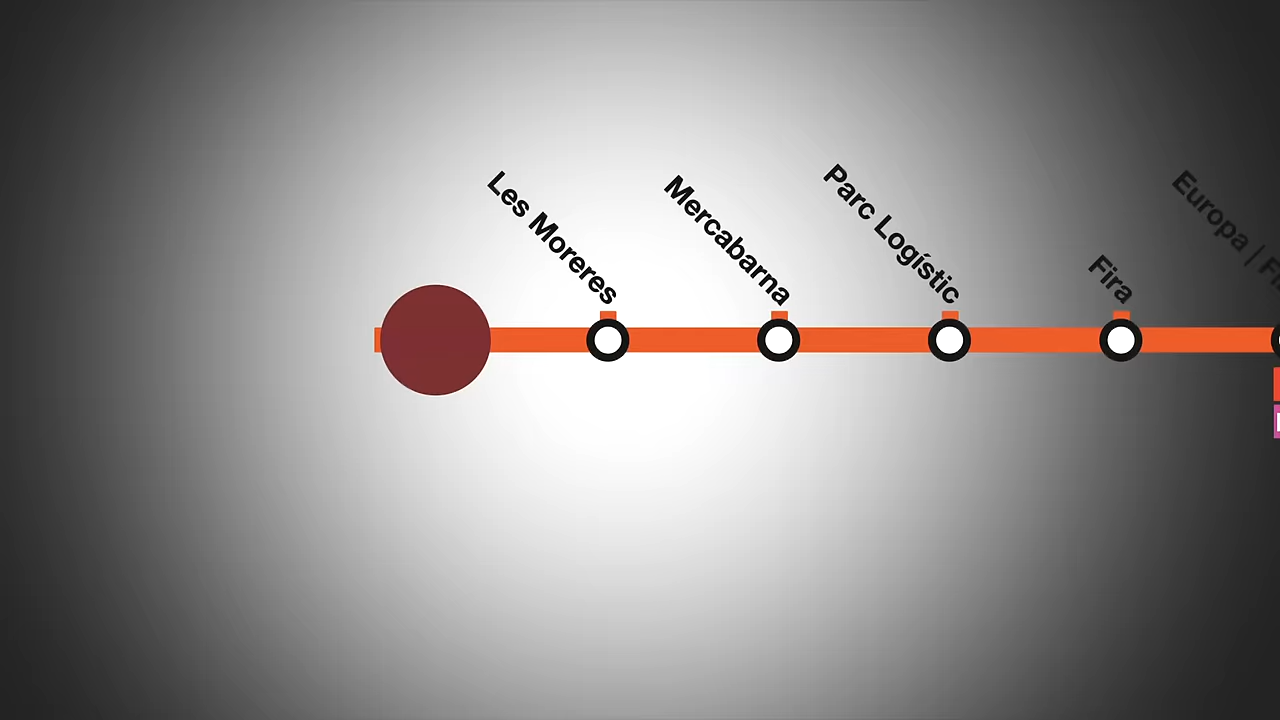 Les Moreres
Mercabarna
Parc Logístic
Fira
Europa |